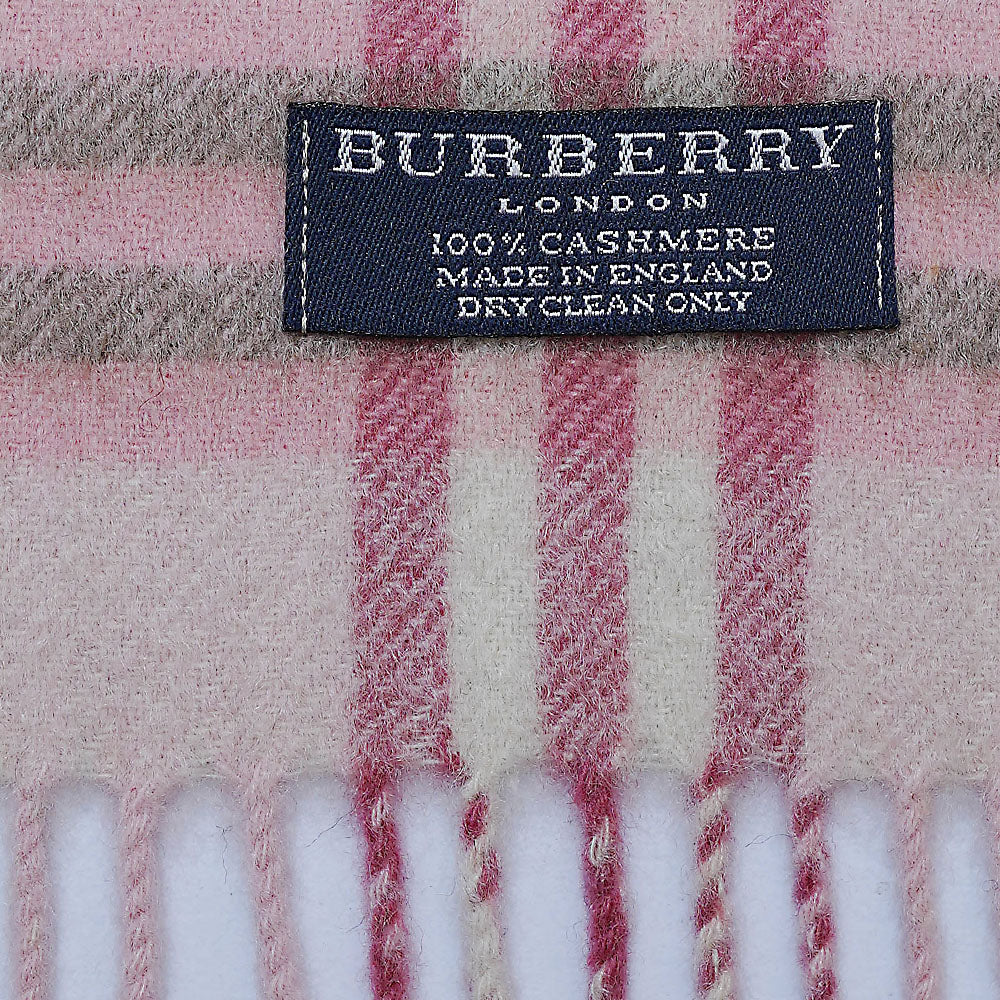 BURBERRY
LONDON
100% CASHMERE
MADE IN ENGLAND
DRY CLEAN ONLY